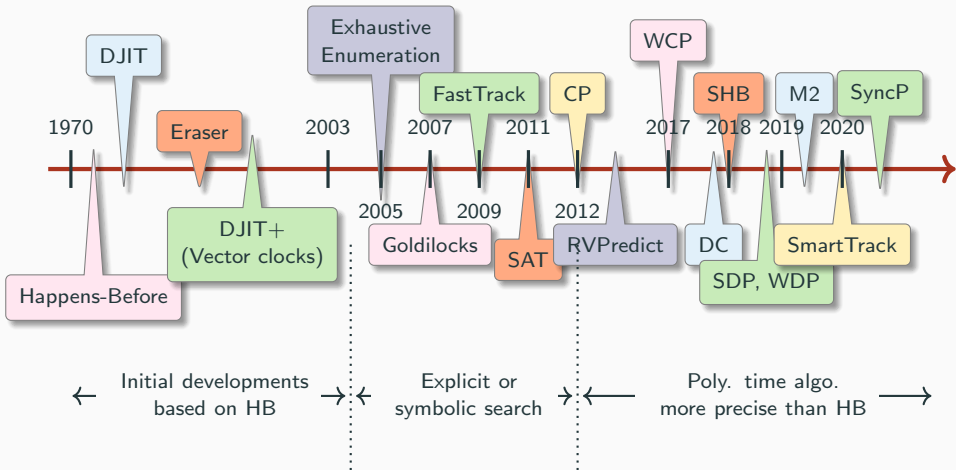 Exhaustive
Enumeration
WCP
DJIT
FastTrack
CP
SHB
M2
SyncP
1970
Eraser
2003
2007
2011
2017
2018
2019
2020
2005
2009
2012
DJIT+
(Vector clocks)
Goldilocks
SAT
RVPredict
DC
SmartTrack
Happens-Before
SDP, WDP
Initial developments
based on HB
Explicit or
symbolic search
Poly. time algo.
more precise than HB